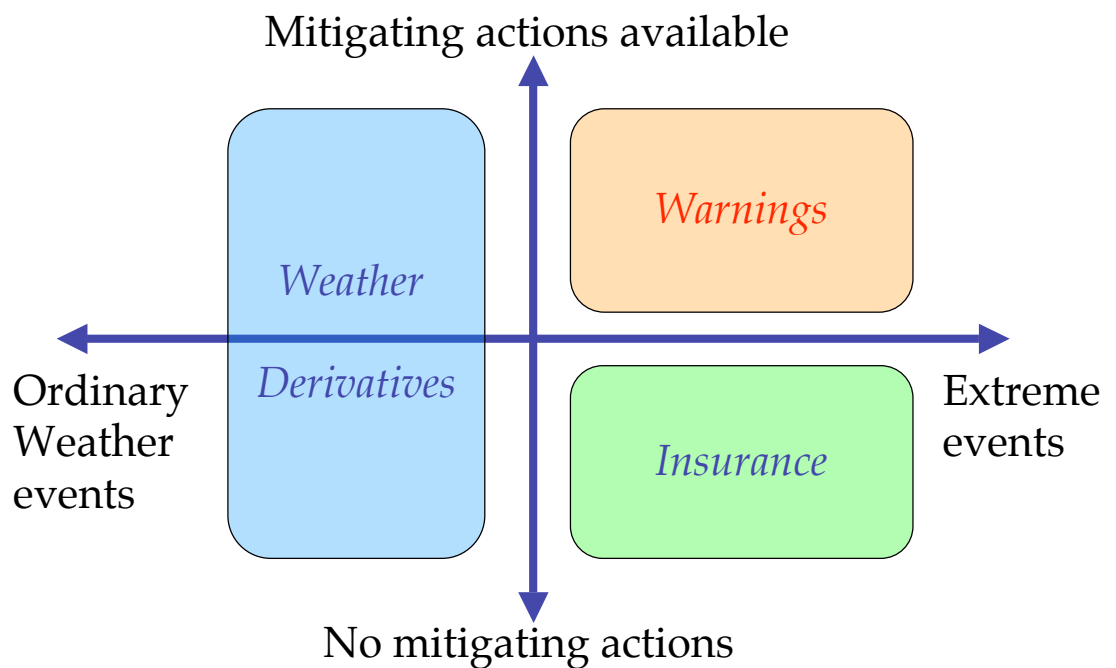 Mitigating actions available
Warnings
Weather
Derivatives
Ordinary
Weather
events
Extreme
events
Insurance
No mitigating actions